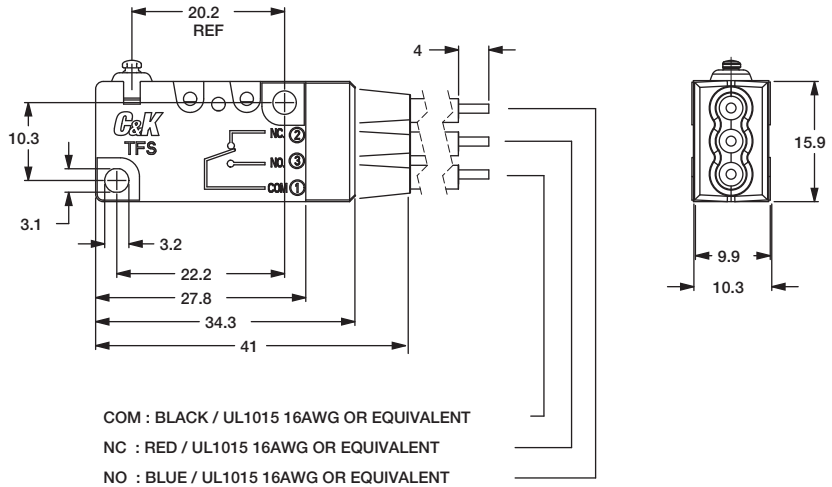 20.2
REF
4
C&K
TFS
NC. ②
NO. ③
COM ①
10.3
15.9
3.1
3.2
22.2
27.8
34.3
41
9.9
10.3
COM : BLACK / UL1015 16AWG OR EQUIVALENT
NC : RED / UL1015 16AWG OR EQUIVALENT
NO : BLUE / UL1015 16AWG OR EQUIVALENT